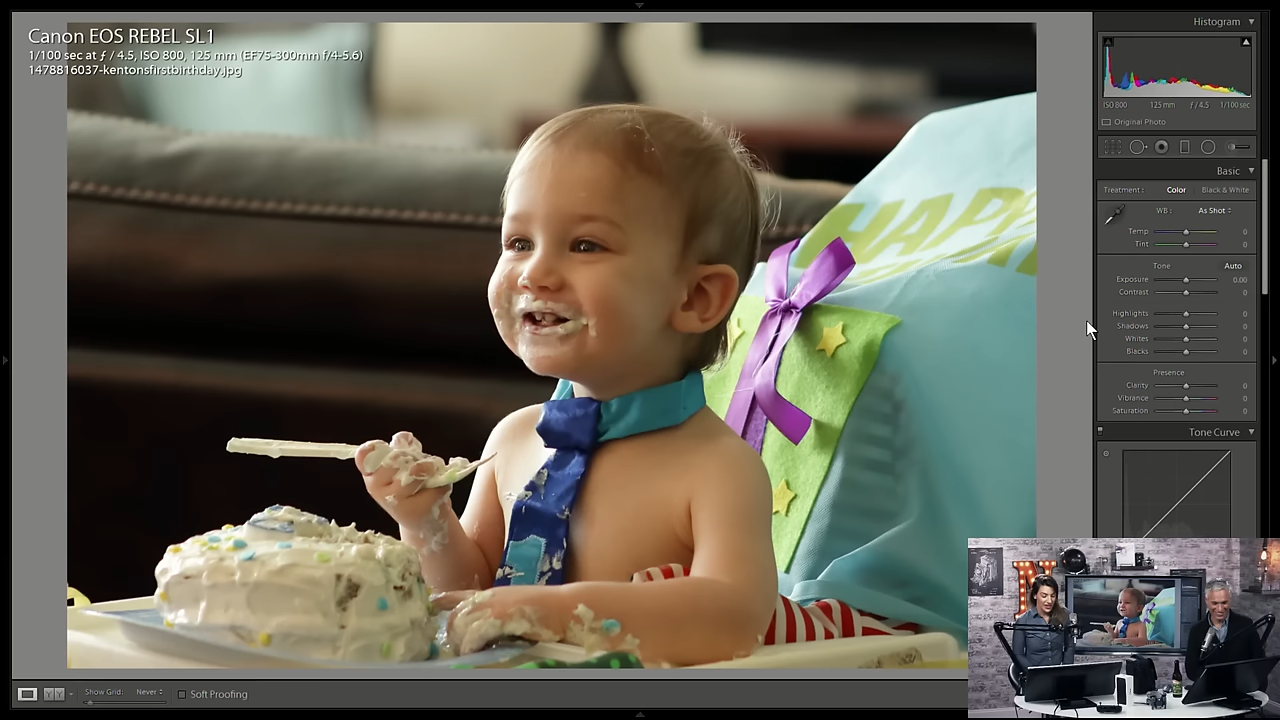 Canon EOS REBEL SL1
1/100 sec at ƒ / 4.5, ISO 800, 125 mm (EF75-300mm f/4-5.6)
1478816037-kentonsfirstbirthday.jpg
HAPP
Histogram
ISO 800 125 mm ƒ / 4.5 1/100 sec
Original Photo
Basic
Treatment : Color Black & White
WB : As Shot
Temp 0
Tint 0
Tone Auto
Exposure 0.00
Contrast 0
Highlights 0
Shadows 0
Whites 0
Blacks 0
Presence
Clarity 0
Vibrance 0
Saturation 0
Tone Curve
N
Show Grid: Never
Soft Proofing